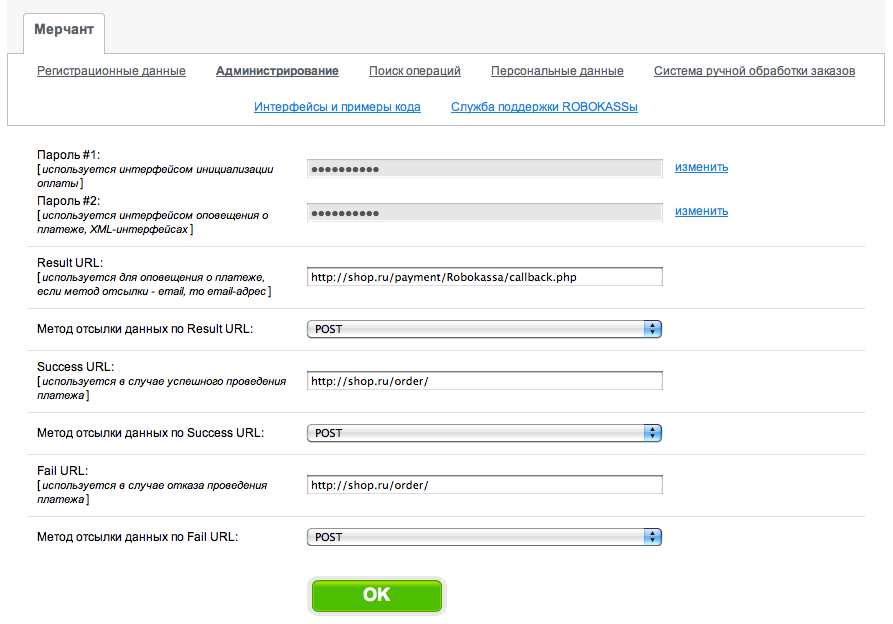 Мерчант
Регистрационные данные Администрирование Поиск операций Персональные данные Система ручной обработки заказов
Интерфейсы и примеры кода Служба поддержки ROBOKASSы
Пароль #1:
[используется интерфейсом инициализации
оплаты]
●●●●●●●●●● изменить
Пароль #2:
[используется интерфейсом оповещения о
платеже, XML-интерфейсах]
●●●●●●●●●● изменить
Result URL:
[используется для оповещения о платеже,
если метод отсылки - email, то email-адрес]
http://shop.ru/payment/Robokassa/callback.php
Метод отсылки данных по Result URL: POST
Success URL:
[используется в случае успешного проведения
платежа]
http://shop.ru/order/
Метод отсылки данных по Success URL: POST
Fail URL:
[используется в случае отказа проведения
платежа]
http://shop.ru/order/
Метод отсылки данных по Fail URL: POST
OK